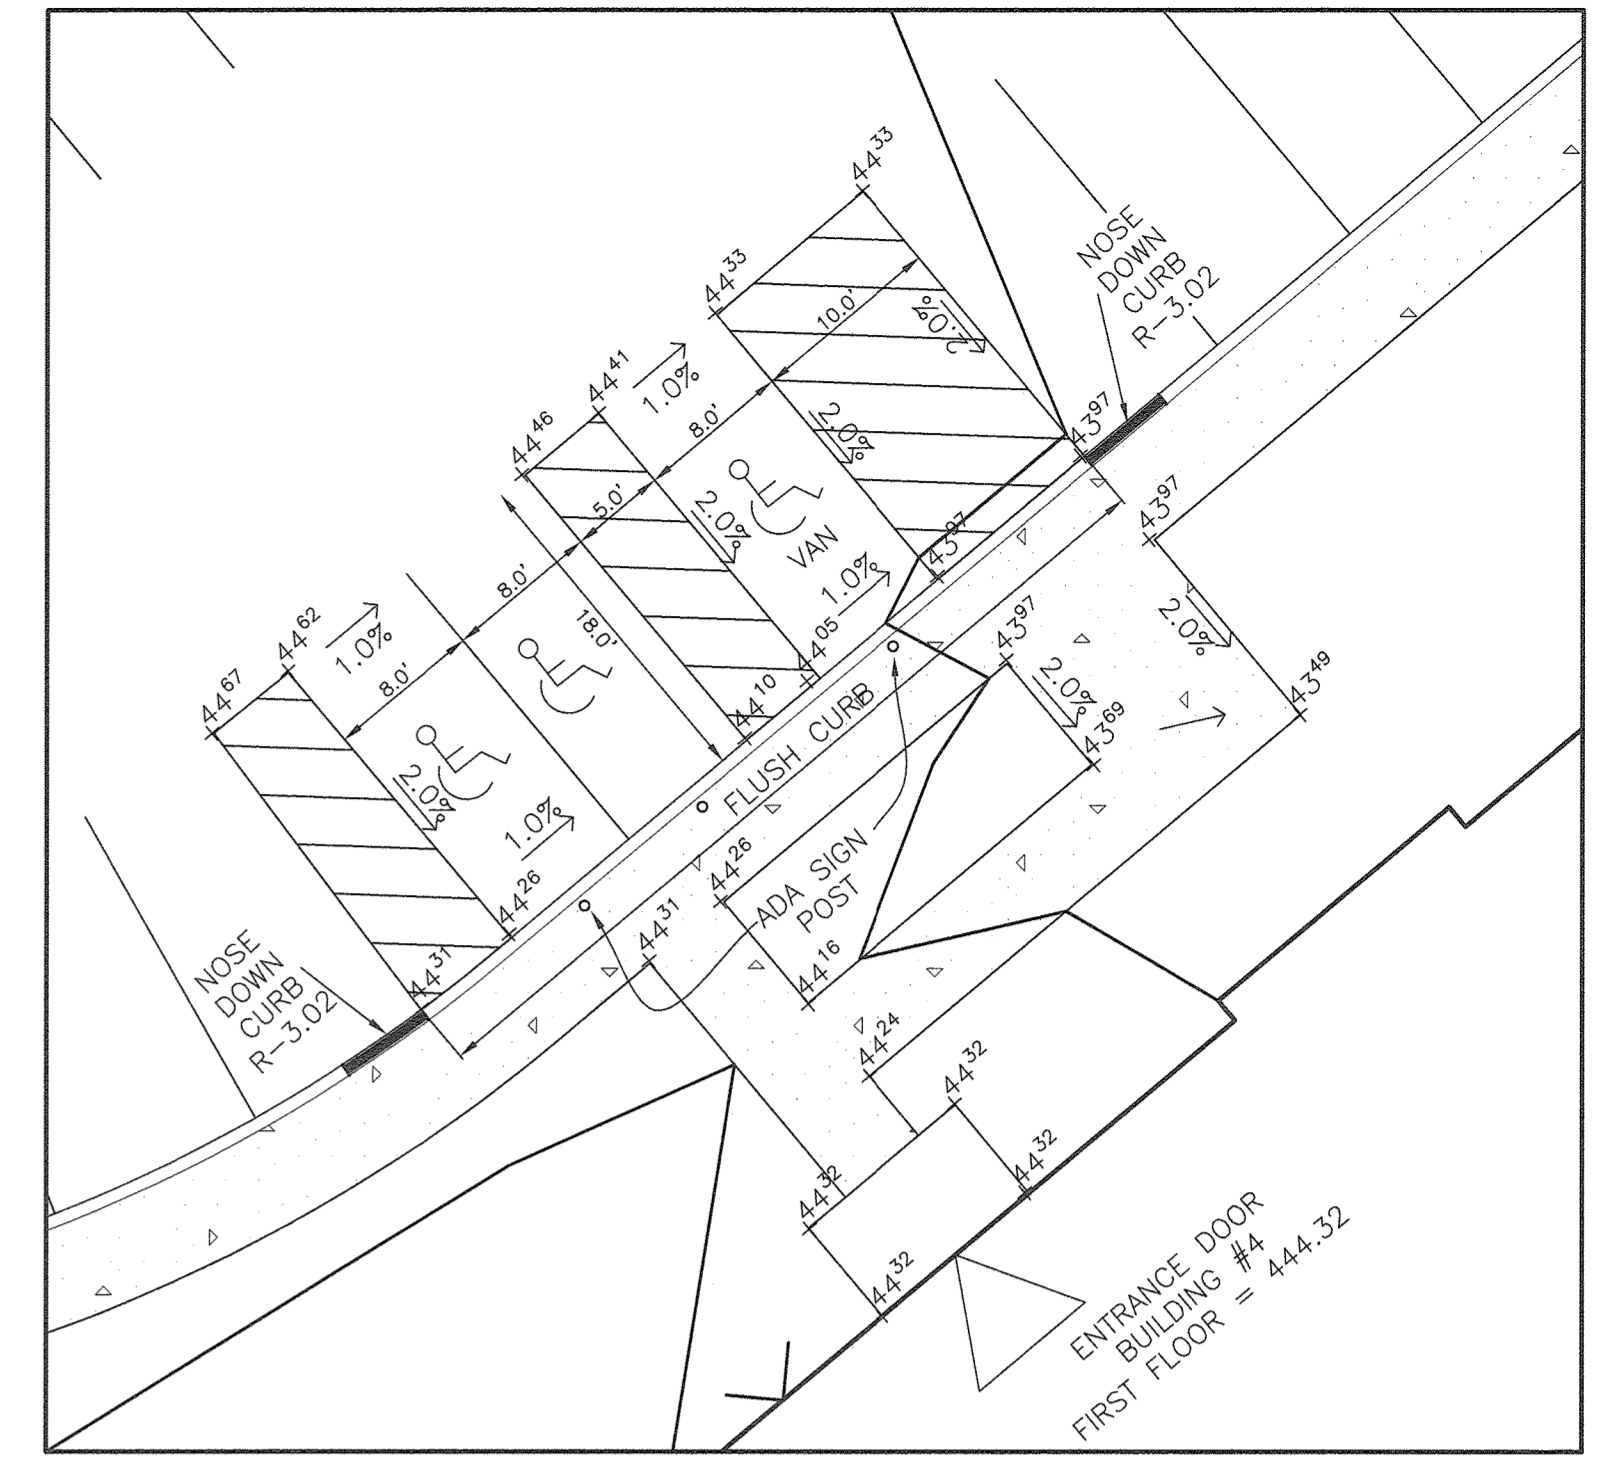 44 33
44 33
NOSE
DOWN
CURB
R-3.02
10.0'
2.0%
44 41
1.0%
44 46
8.0'
2.0%
43 97
5.0'
2.0%
VAN
43 97
43 97
1.0%
8.0'
18.0'
44 62
1.0%
44 05
43 97
2.0%
8.0'
44 67
44 10
FLUSH CURB
2.0%
43 49
43 69
2.0%
1.0%
44 26
44 26
ADA SIGN
POST
44 31
44 31
44 16
NOSE
DOWN
CURB
R-3.02
44 24
44 32
44 32
44 32
44 32
ENTRANCE DOOR
BUILDING #4
FIRST FLOOR = 444.32